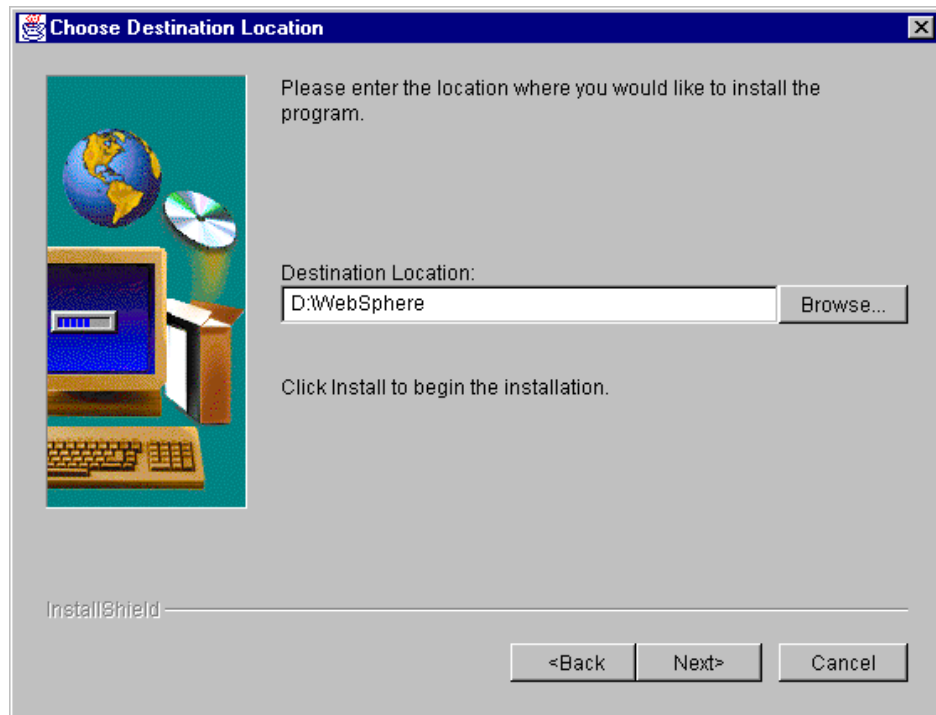 Choose Destination Location
Please enter the location where you would like to install the
program.
Destination Location:
D:\WebSphere
Browse...
Click Install to begin the installation.
InstallShield
<Back
Next>
Cancel